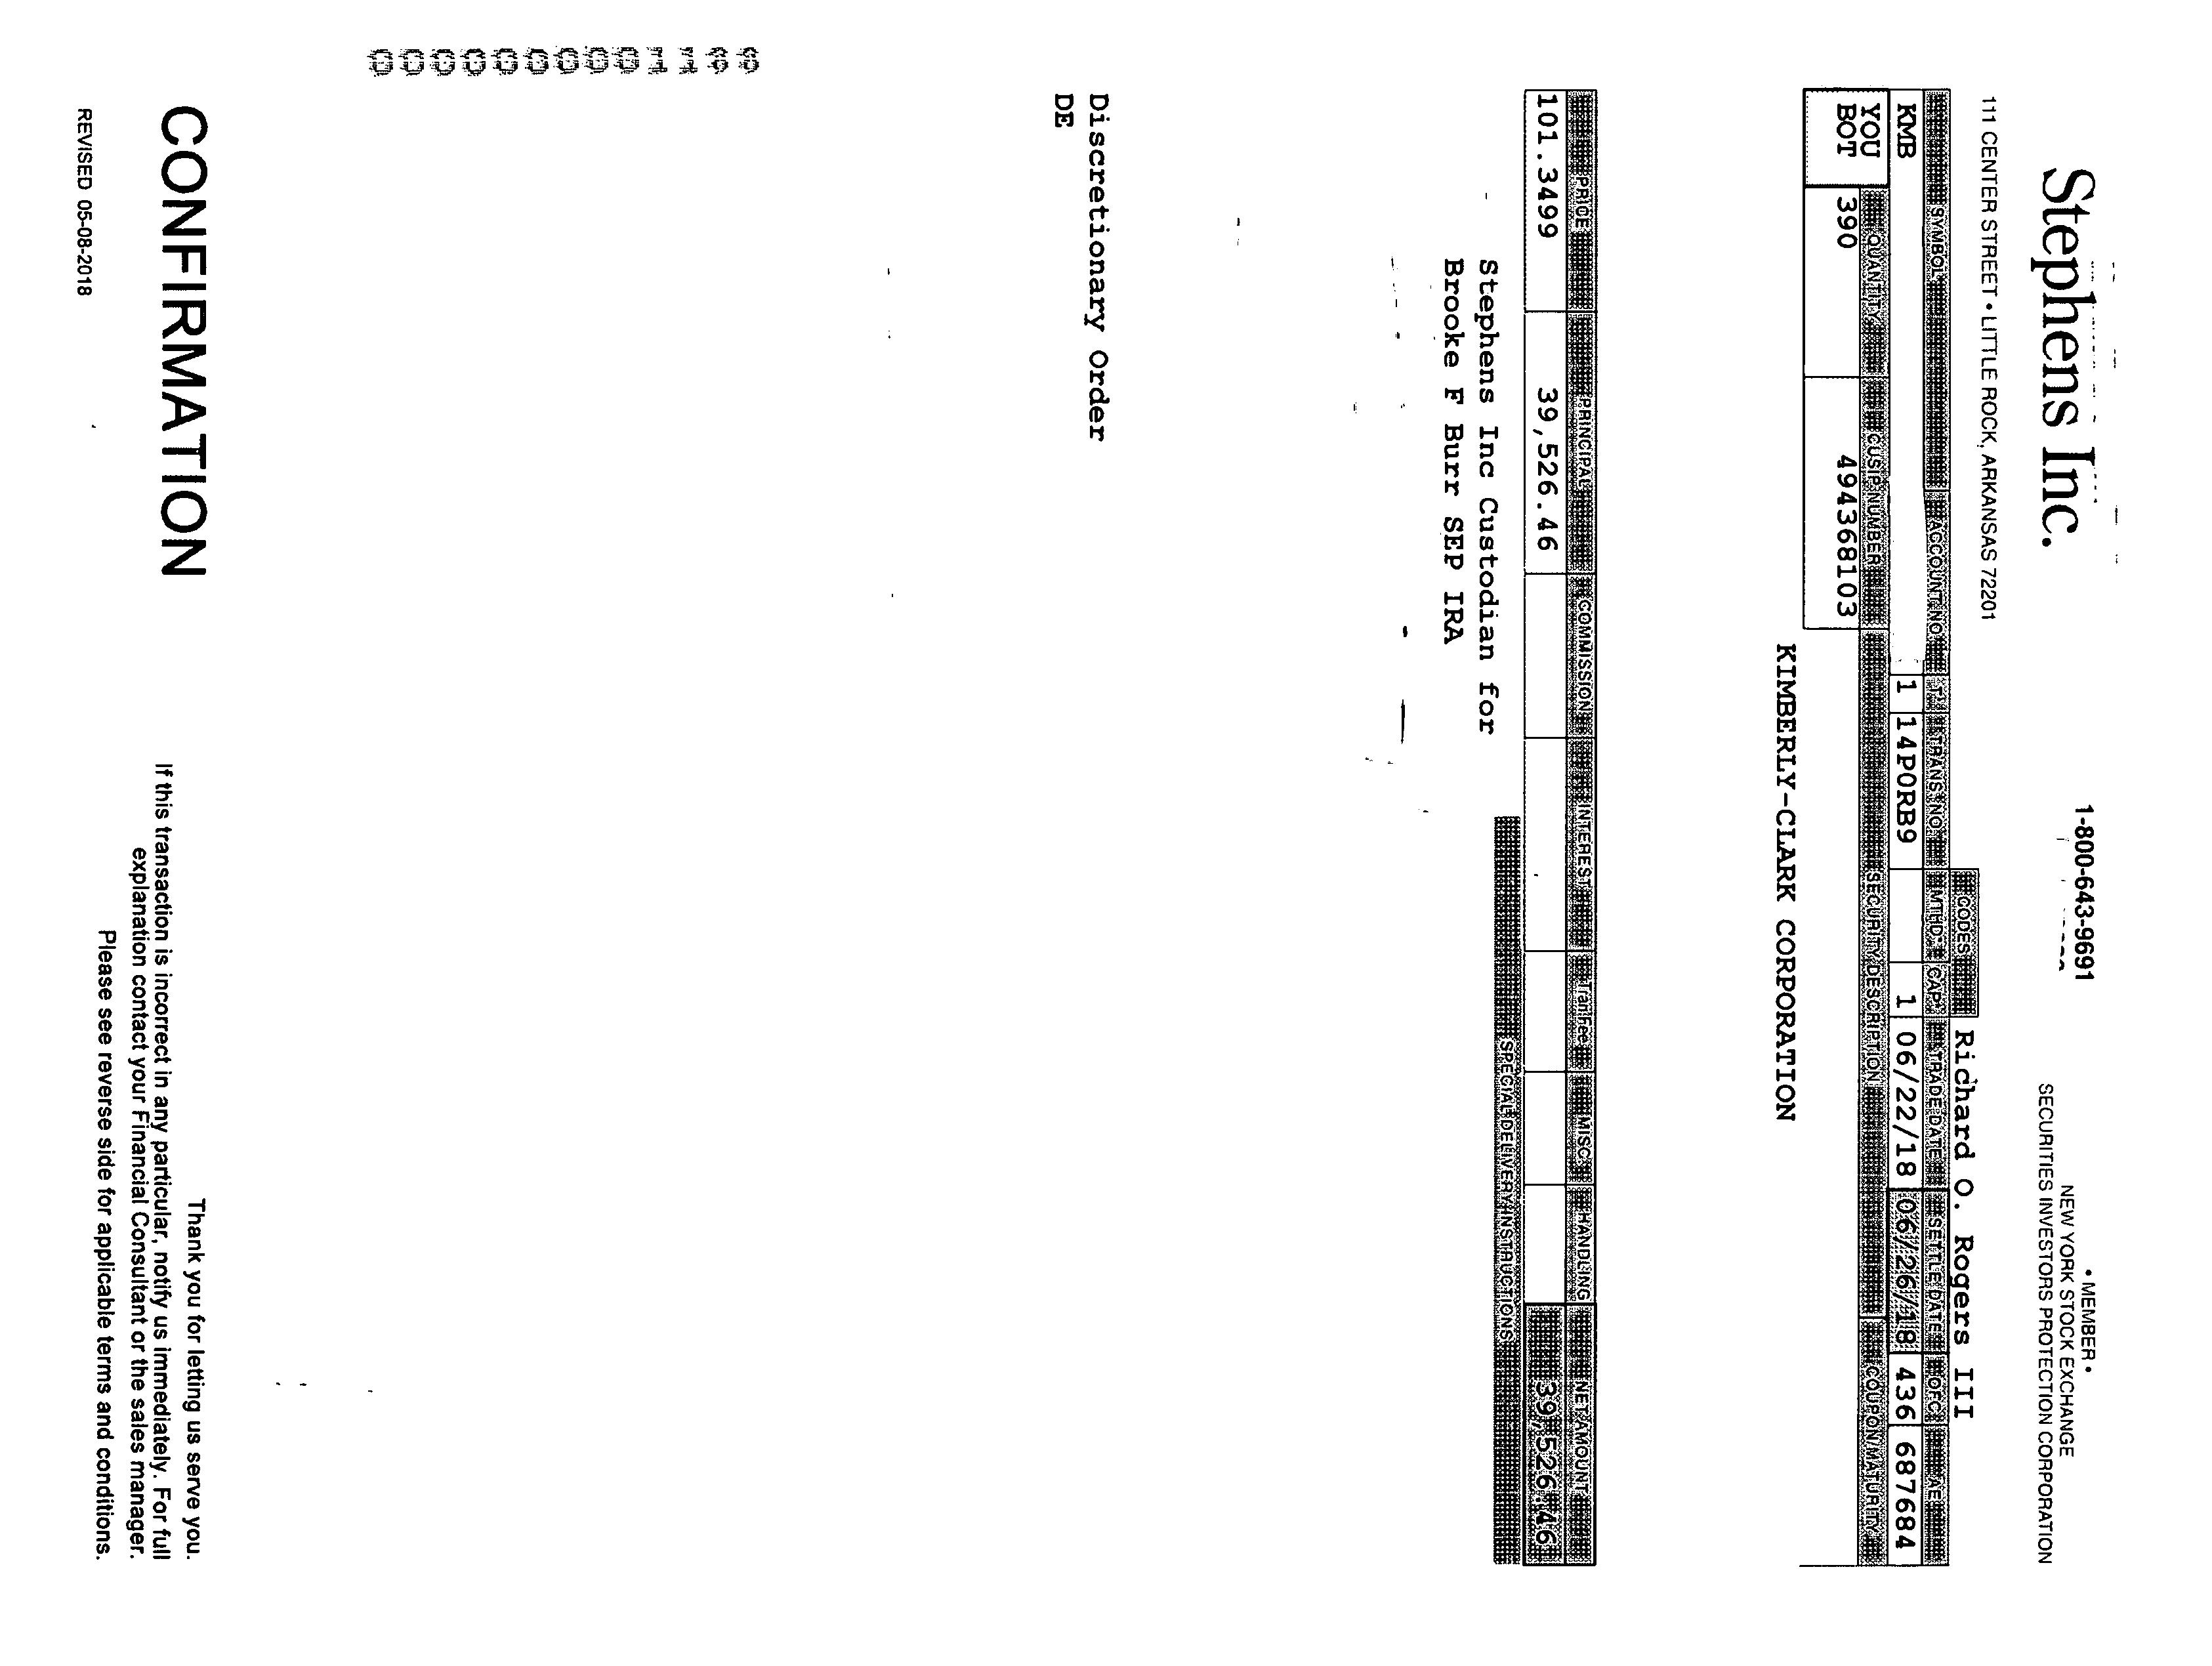 Stephens Inc.
111 CENTER STREET • LITTLE ROCK, ARKANSAS 72201
1-800-643-9691
• MEMBER •
NEW YORK STOCK EXCHANGE
SECURITIES INVESTORS PROTECTION CORPORATION
Richard O. Rogers III
CODES
SYMBOL ACCOUNT NO T TRANS NO MTLID CAP TRADE DATE SETTLE DATE OFC AE
KMB 1 14P0RB9 1 06/22/18 06/26/18 436 687684
YOU BOT
QUANTITY CUSIP NUMBER SECURITY DESCRIPTION COUPON/MATURITY
390 494368103
KIMBERLY-CLARK CORPORATION
PRICE PRINCIPAL COMMISSION INTEREST Tran Fee MISC HANDLING NET AMOUNT
101.3499 39,526.46 39,526.46
SPECIAL DELIVERY INSTRUCTIONS
Stephens Inc Custodian for
Brooke F Burr SEP IRA
Discretionary Order
DE
CONFIRMATION
REVISED 05-08-2018
Thank you for letting us serve you.
If this transaction is incorrect in any particular, notify us immediately. For full
explanation contact your Financial Consultant or the sales manager.
Please see reverse side for applicable terms and conditions.